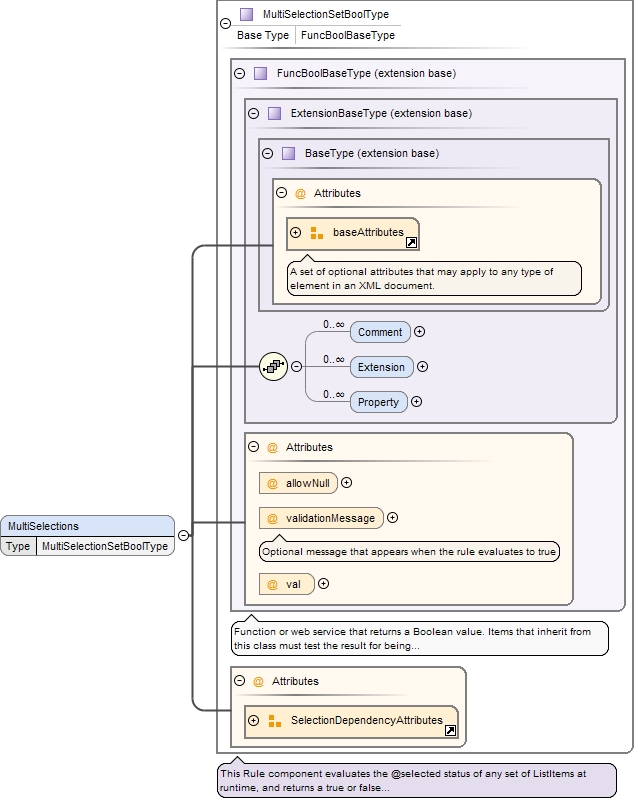 MultiSelectionSetBoolType
Base Type FuncBoolBaseType
FuncBoolBaseType (extension base)
ExtensionBaseType (extension base)
BaseType (extension base)
@ Attributes
baseAttributes
A set of optional attributes that may apply to any type of
element in an XML document.
0..∞
Comment
0..∞
Extension
0..∞
Property
@ Attributes
@ allowNull
@ validationMessage
Optional message that appears when the rule evaluates to true
@ val
MultiSelections
Type MultiSelectionSetBoolType
Function or web service that returns a Boolean value. Items that inherit from
this class must test the result for being...
@ Attributes
SelectionDependencyAttributes
This Rule component evaluates the @selected status of any set of ListItems at
runtime, and returns a true or false...